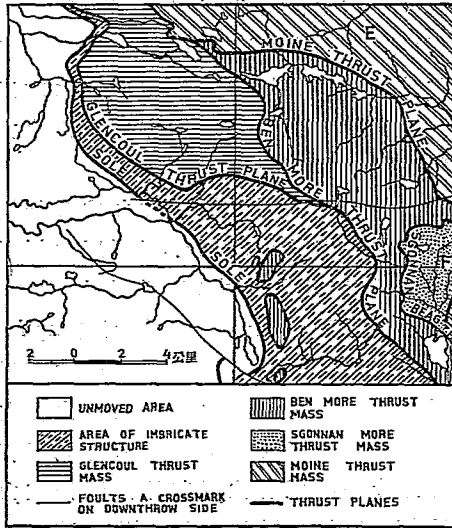 E
MOINE THRUST PLANE
GLENCOUL THRUST PLANE
BEN MORE THRUST PLANE
SOLE
SOLE
SGONNAN BEAG
2 0 2 4公里
UNMOVED AREA
BEN MORE THRUST MASS
AREA OF IMBRICATE STRUCTURE
SGONNAN MORE THRUST MASS
GLENCOUL THRUST MASS
MOINE THRUST MASS
FOULTS A CROSSMARK ON DOWNTHROW SIDE
THRUST PLANES